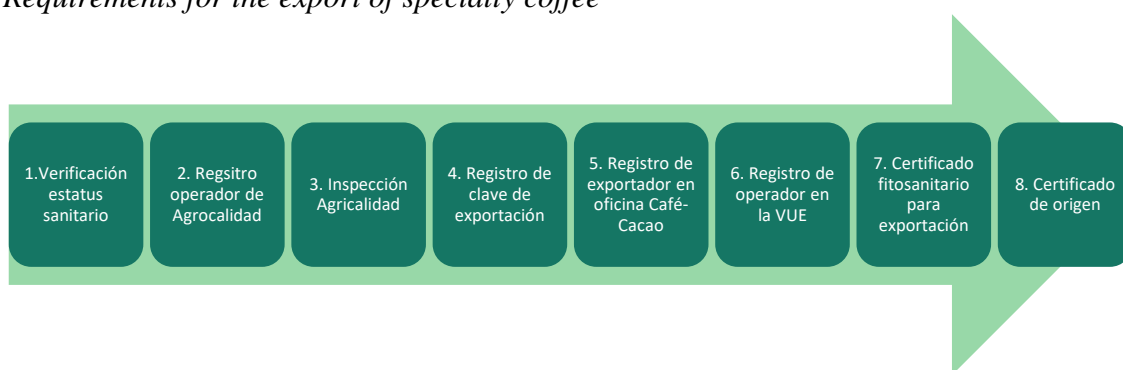 Requirements for the export of specialty coffee
1.Verificación
estatus
sanitario
2. Regsitro
operador de
Agrocalidad
3. Inspección
Agricalidad
4. Registro de
clave de
exportación
5. Registro de
exportador en
oficina Café-
Cacao
6. Registro de
operador en
la VUE
7. Certificado
fitosanitario
para
exportación
8. Certificado
de origen